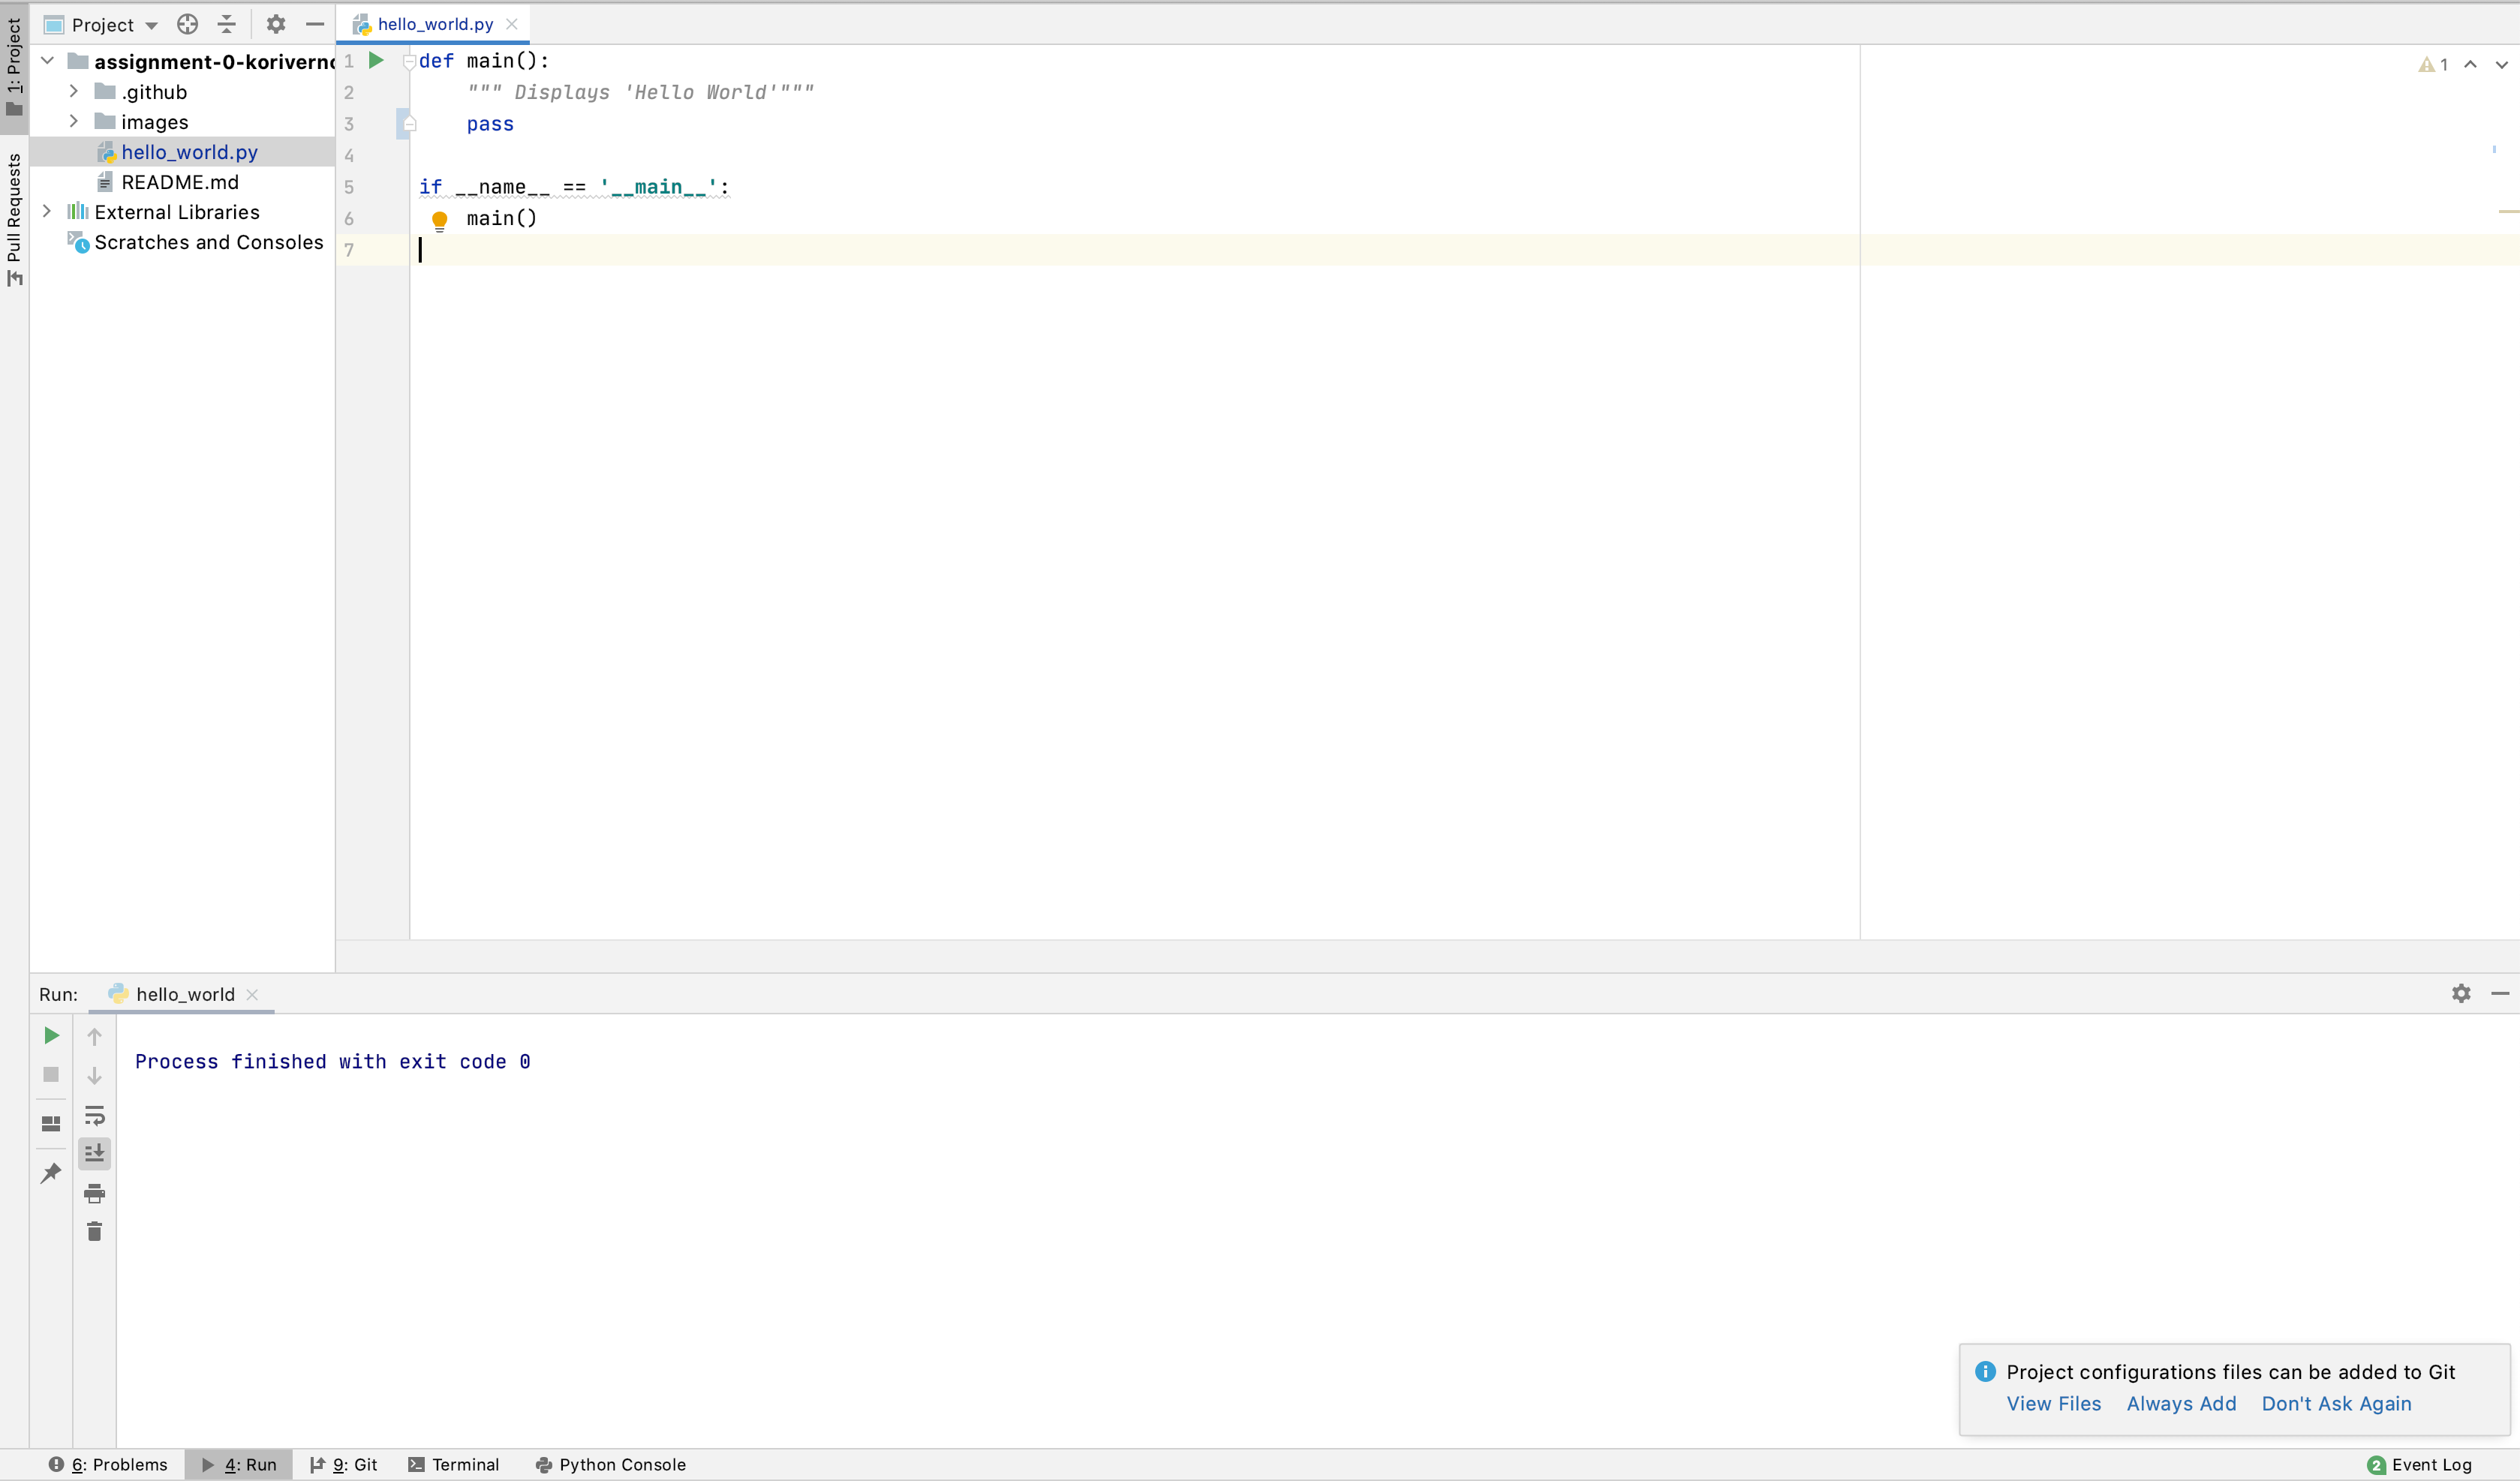 1: Project
Pull Requests
Project
assignment-0-koriverno
.github
images
hello_world.py
README.md
External Libraries
Scratches and Consoles
hello_world.py
1 def main():
2 """ Displays 'Hello World'"""
3 pass
4
5 if __name__ == '__main__':
6 main()
7
1
Run: hello_world
Process finished with exit code 0
Project configurations files can be added to Git
View Files Always Add Don't Ask Again
6: Problems 4: Run 9: Git Terminal Python Console 2 Event Log